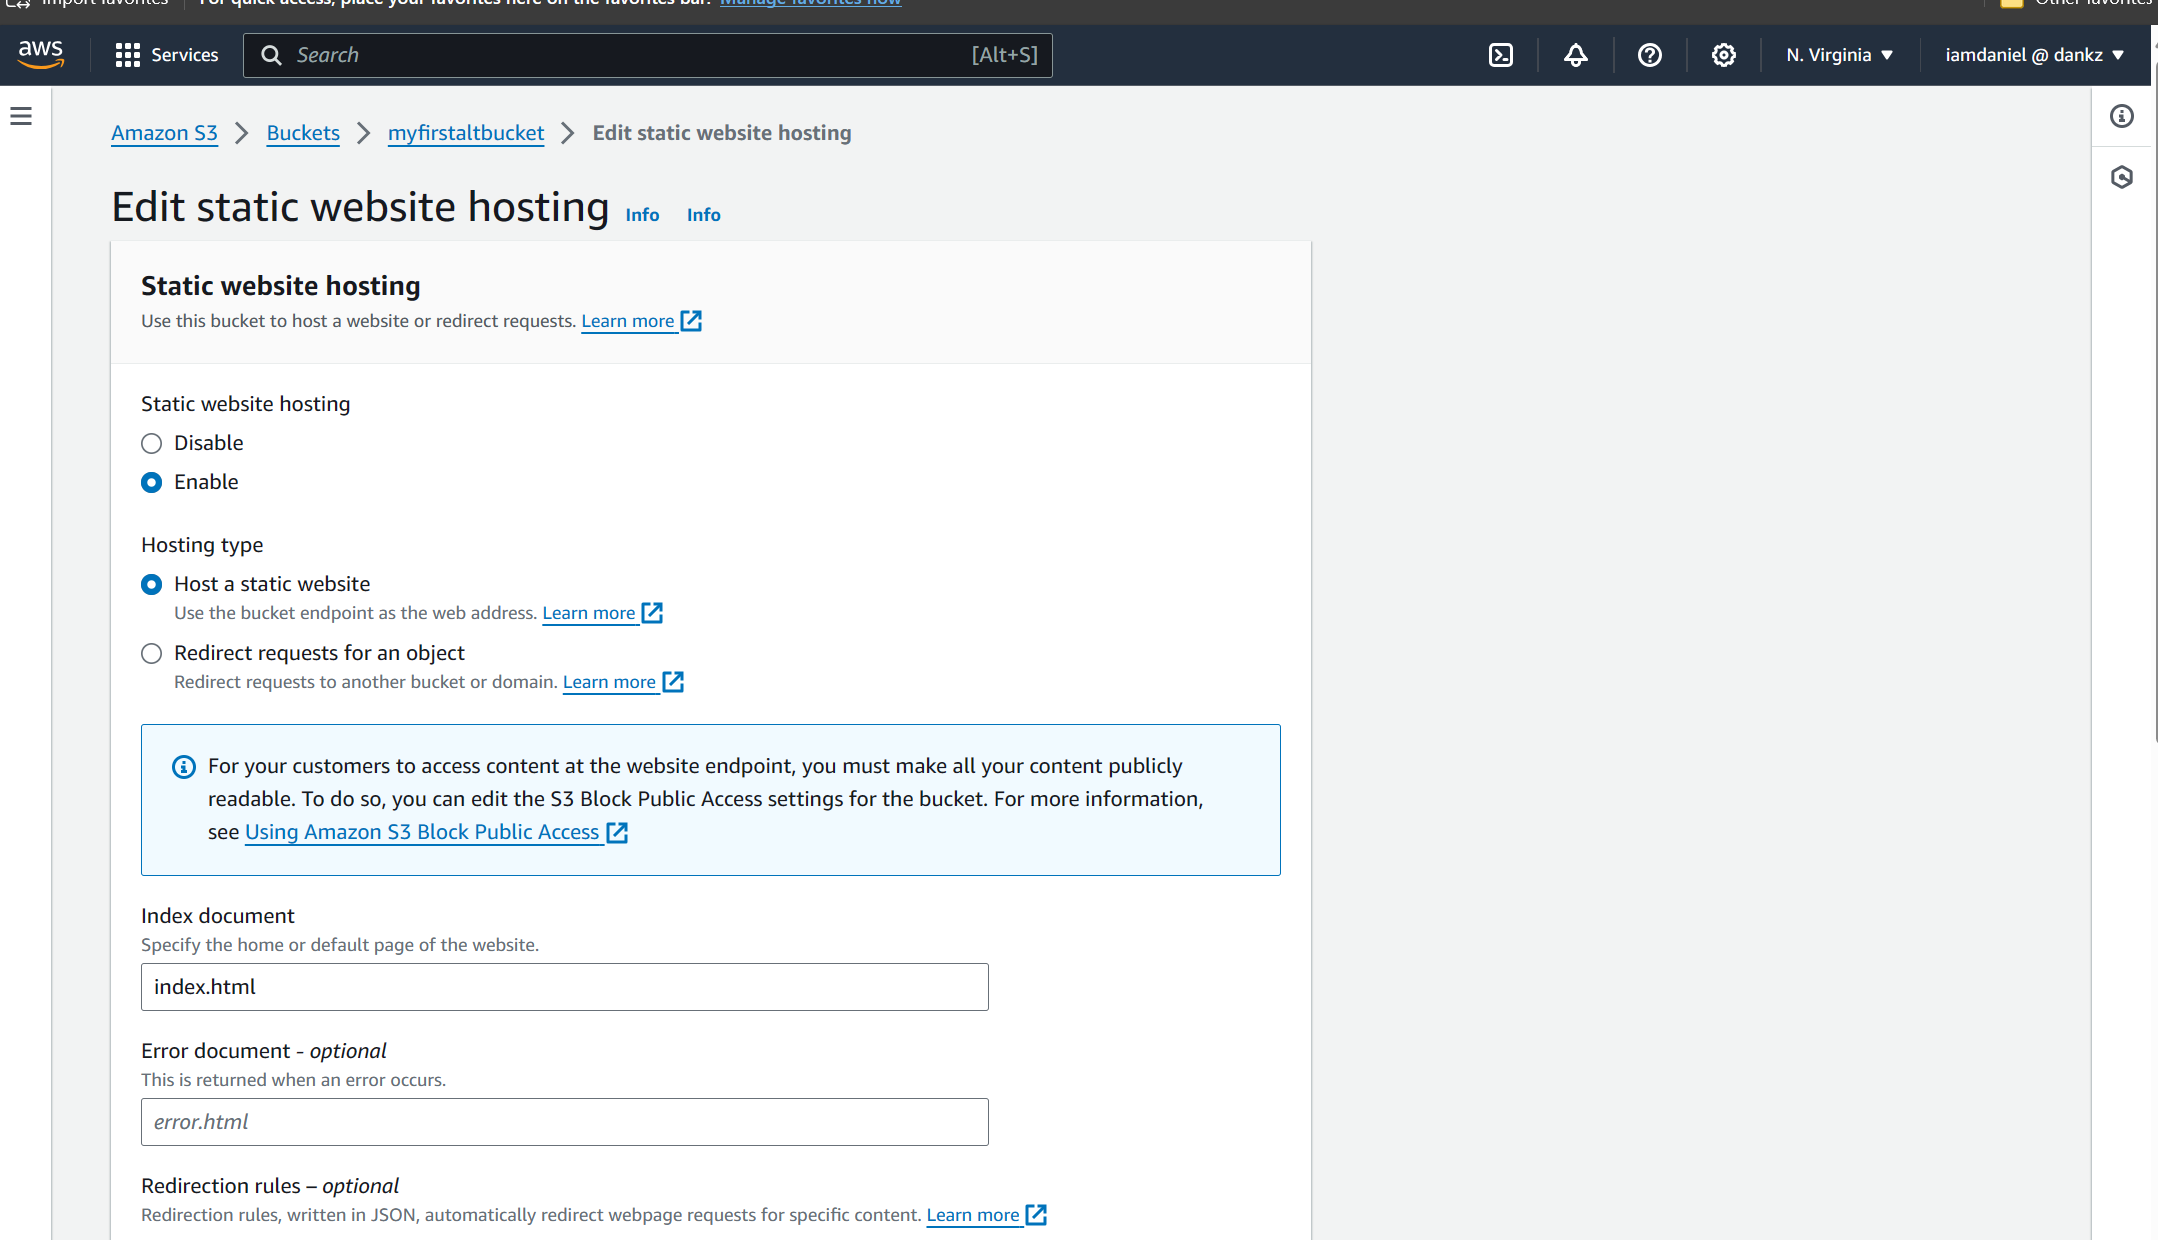 Import favorites
For quick access, place your favorites here on the favorites bar. Manage favorites now
Other favorites
aws
Services
Search
[Alt+S]
N. Virginia
iamdaniel @ dankz
Amazon S3
Buckets
myfirstaltbucket
Edit static website hosting
Edit static website hosting Info Info
Static website hosting
Use this bucket to host a website or redirect requests. Learn more
Static website hosting
Disable
Enable
Hosting type
Host a static website
Use the bucket endpoint as the web address. Learn more
Redirect requests for an object
Redirect requests to another bucket or domain. Learn more
For your customers to access content at the website endpoint, you must make all your content publicly
readable. To do so, you can edit the S3 Block Public Access settings for the bucket. For more information,
see Using Amazon S3 Block Public Access
Index document
Specify the home or default page of the website.
index.html
Error document - optional
This is returned when an error occurs.
error.html
Redirection rules – optional
Redirection rules, written in JSON, automatically redirect webpage requests for specific content. Learn more